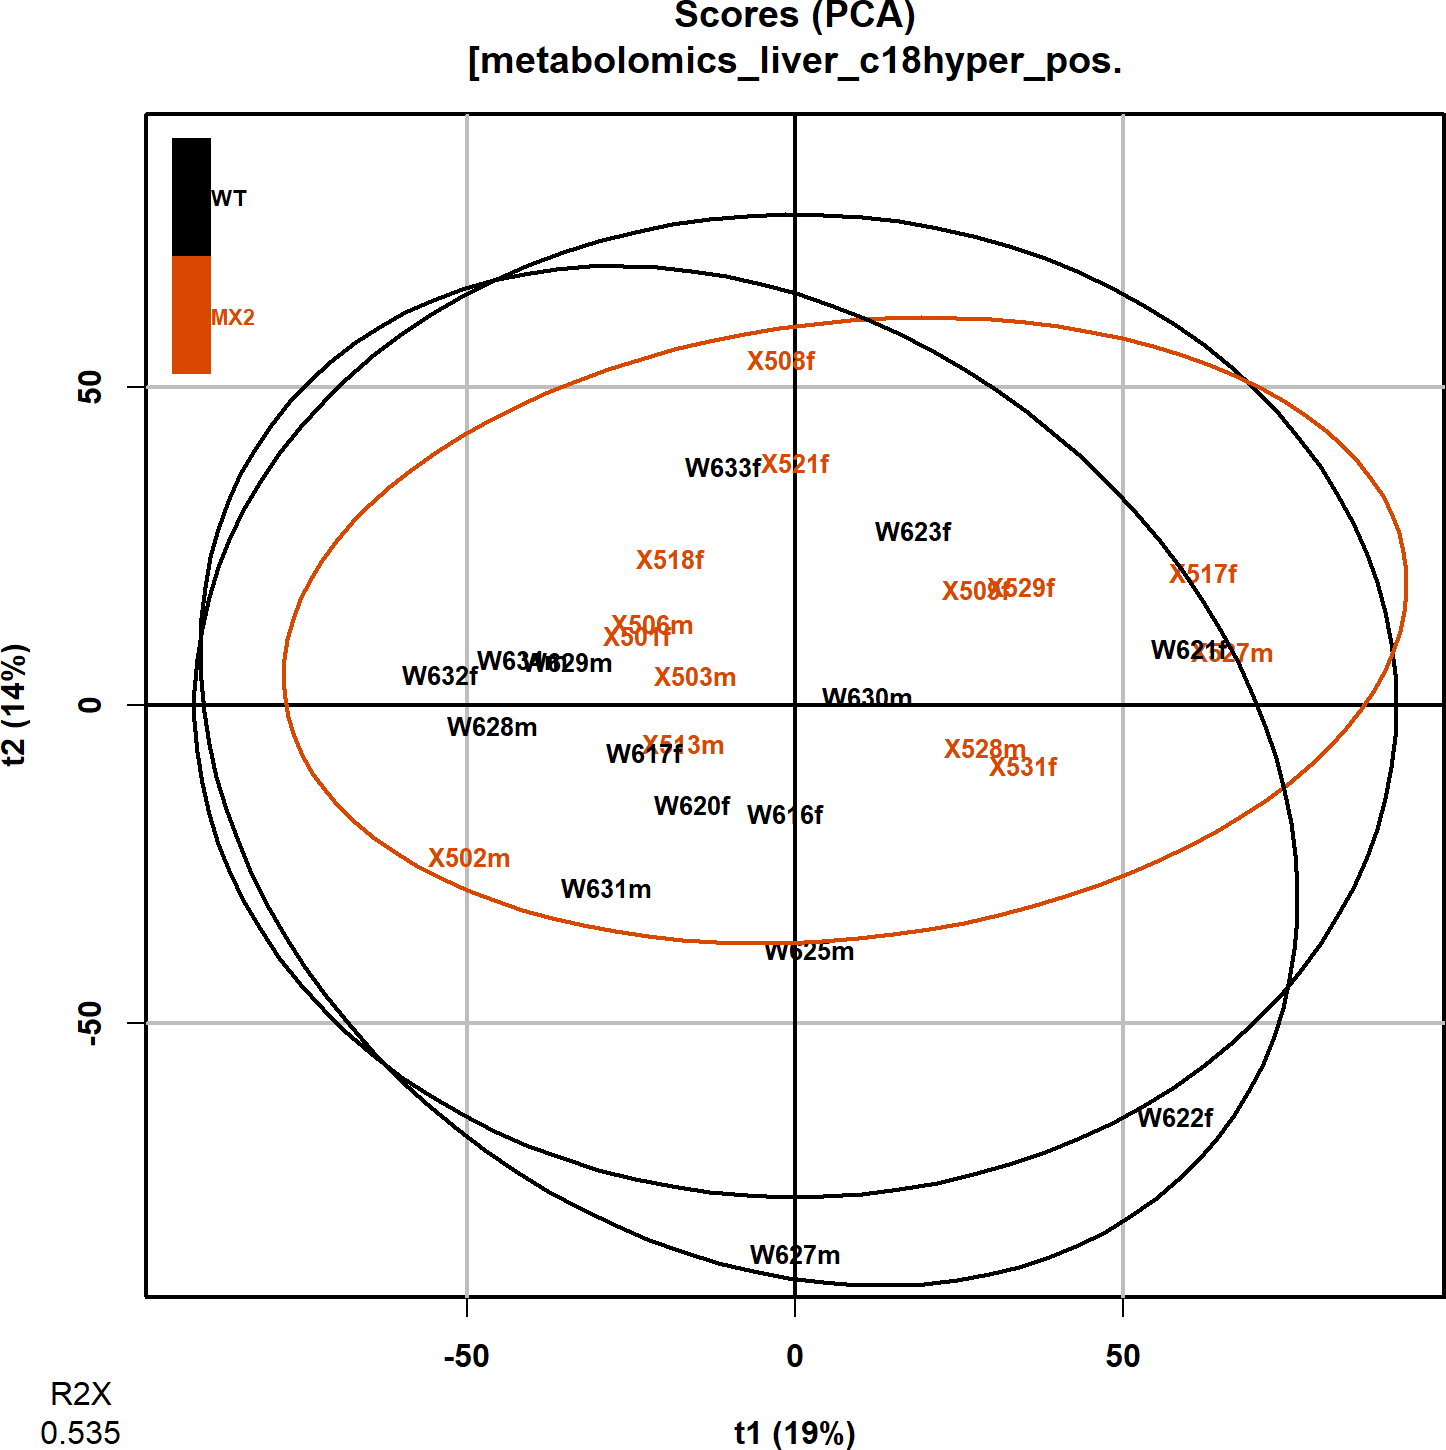 Scores (PCA)
[metabolomics_liver_c18hyper_pos.
WT
MX2
X508f
W633f
X521f
W623f
X518f
X509f
X529f
X517f
X506m
X501f
W621f
X527m
W632f
W629m
X503m
W630m
W628m
X513m
W617f
X528m
X531f
W620f
W616f
X502m
W631m
W625m
W622f
W627m
50
0
-50
t2 (14%)
-50
0
50
t1 (19%)
R2X
0.535